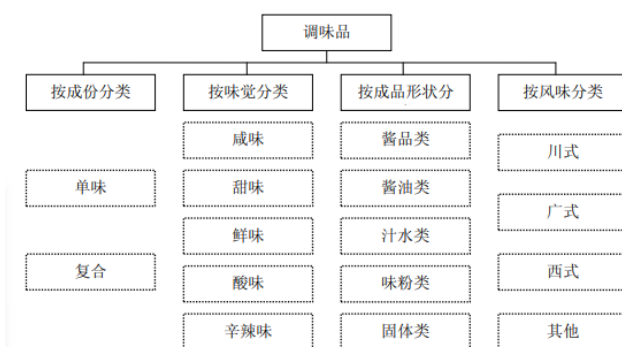 调味品
按成份分类
按味觉分类
按成品形状分
按风味分类
单味
复合
咸味
甜味
鲜味
酸味
辛辣味
酱品类
酱油类
汁水类
味粉类
固体类
川式
广式
西式
其他